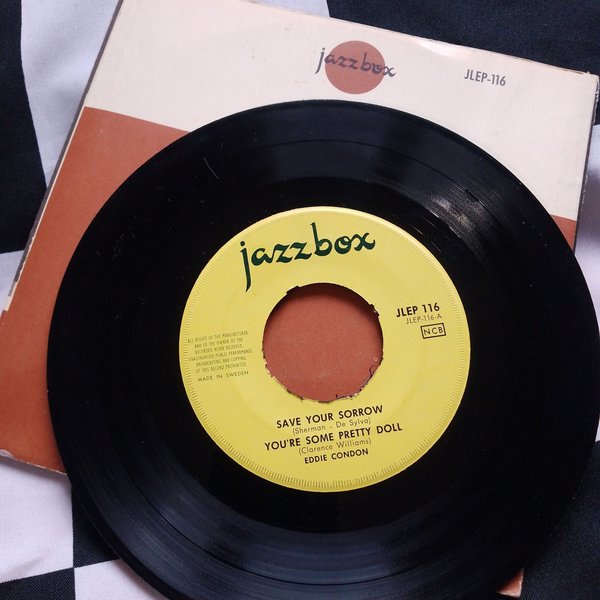 jazzbox
JLEP-116
jazzbox
JLEP 116
JLEP-116-A
NCB
ALL RIGHTS OF THE MANUFACTURER
AND OF THE OWNER OF THE
RECORDED WORK RESERVED.
UNAUTHORISED PUBLIC PERFORMANCE,
BROADCASTING AND COPYING
OF THIS RECORD PROHIBITED.
MADE IN SWEDEN
SAVE YOUR SORROW
(Sherman - De Sylva)
YOU'RE SOME PRETTY DOLL
(Clarence Williams)
EDDIE CONDON